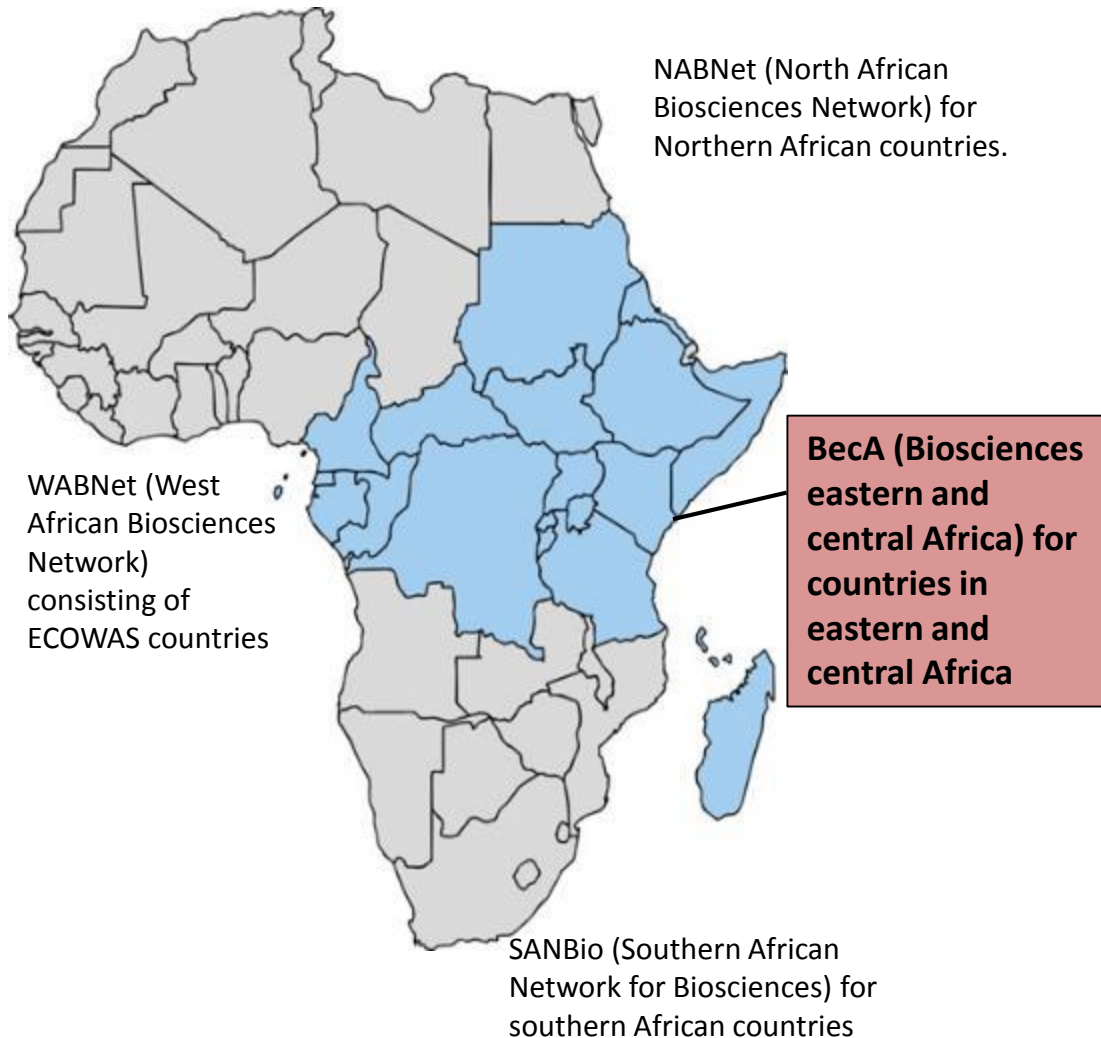 NABNet (North African
Biosciences Network) for
Northern African countries.
WABNet (West
African Biosciences
Network)
consisting of
ECOWAS countries
BecA (Biosciences
eastern and
central Africa) for
countries in
eastern and
central Africa
SANBio (Southern African
Network for Biosciences) for
southern African countries